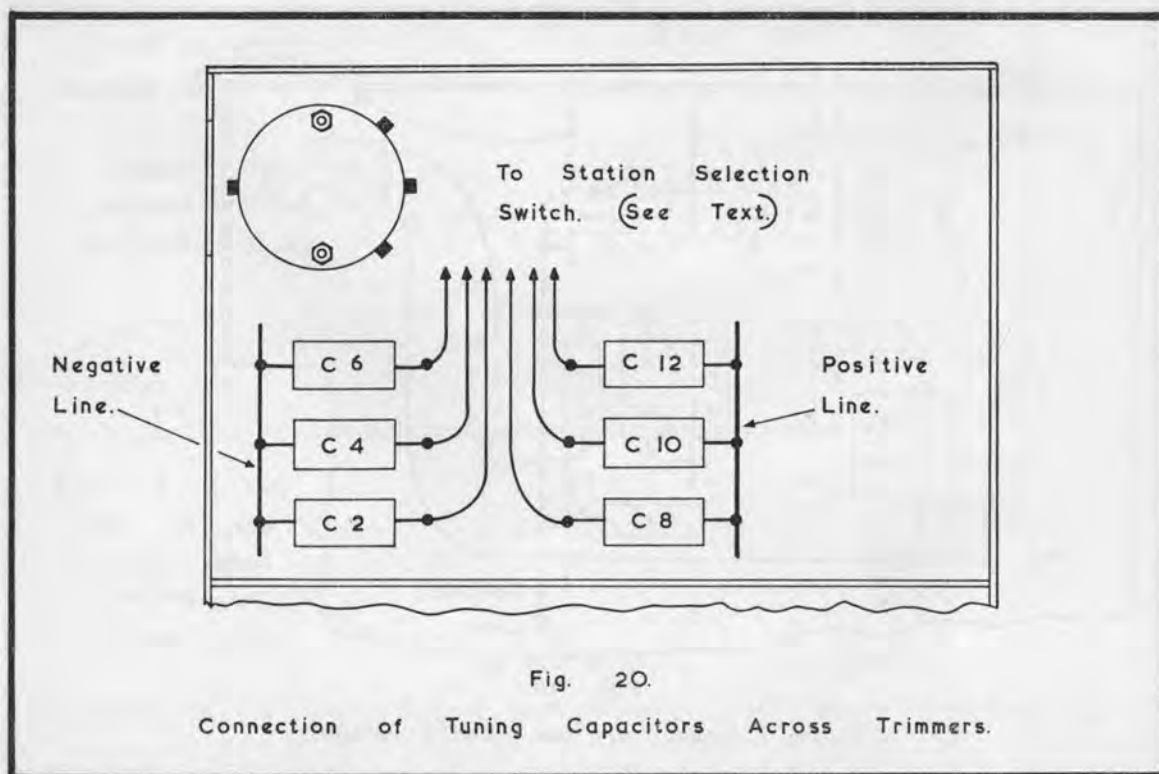 To Station Selection
Switch. (See Text.)
Negative
Line.
C 6
C 4
C 2
C 12
C 10
C 8
Positive
Line.
Fig. 20.
Connection of Tuning Capacitors Across Trimmers.